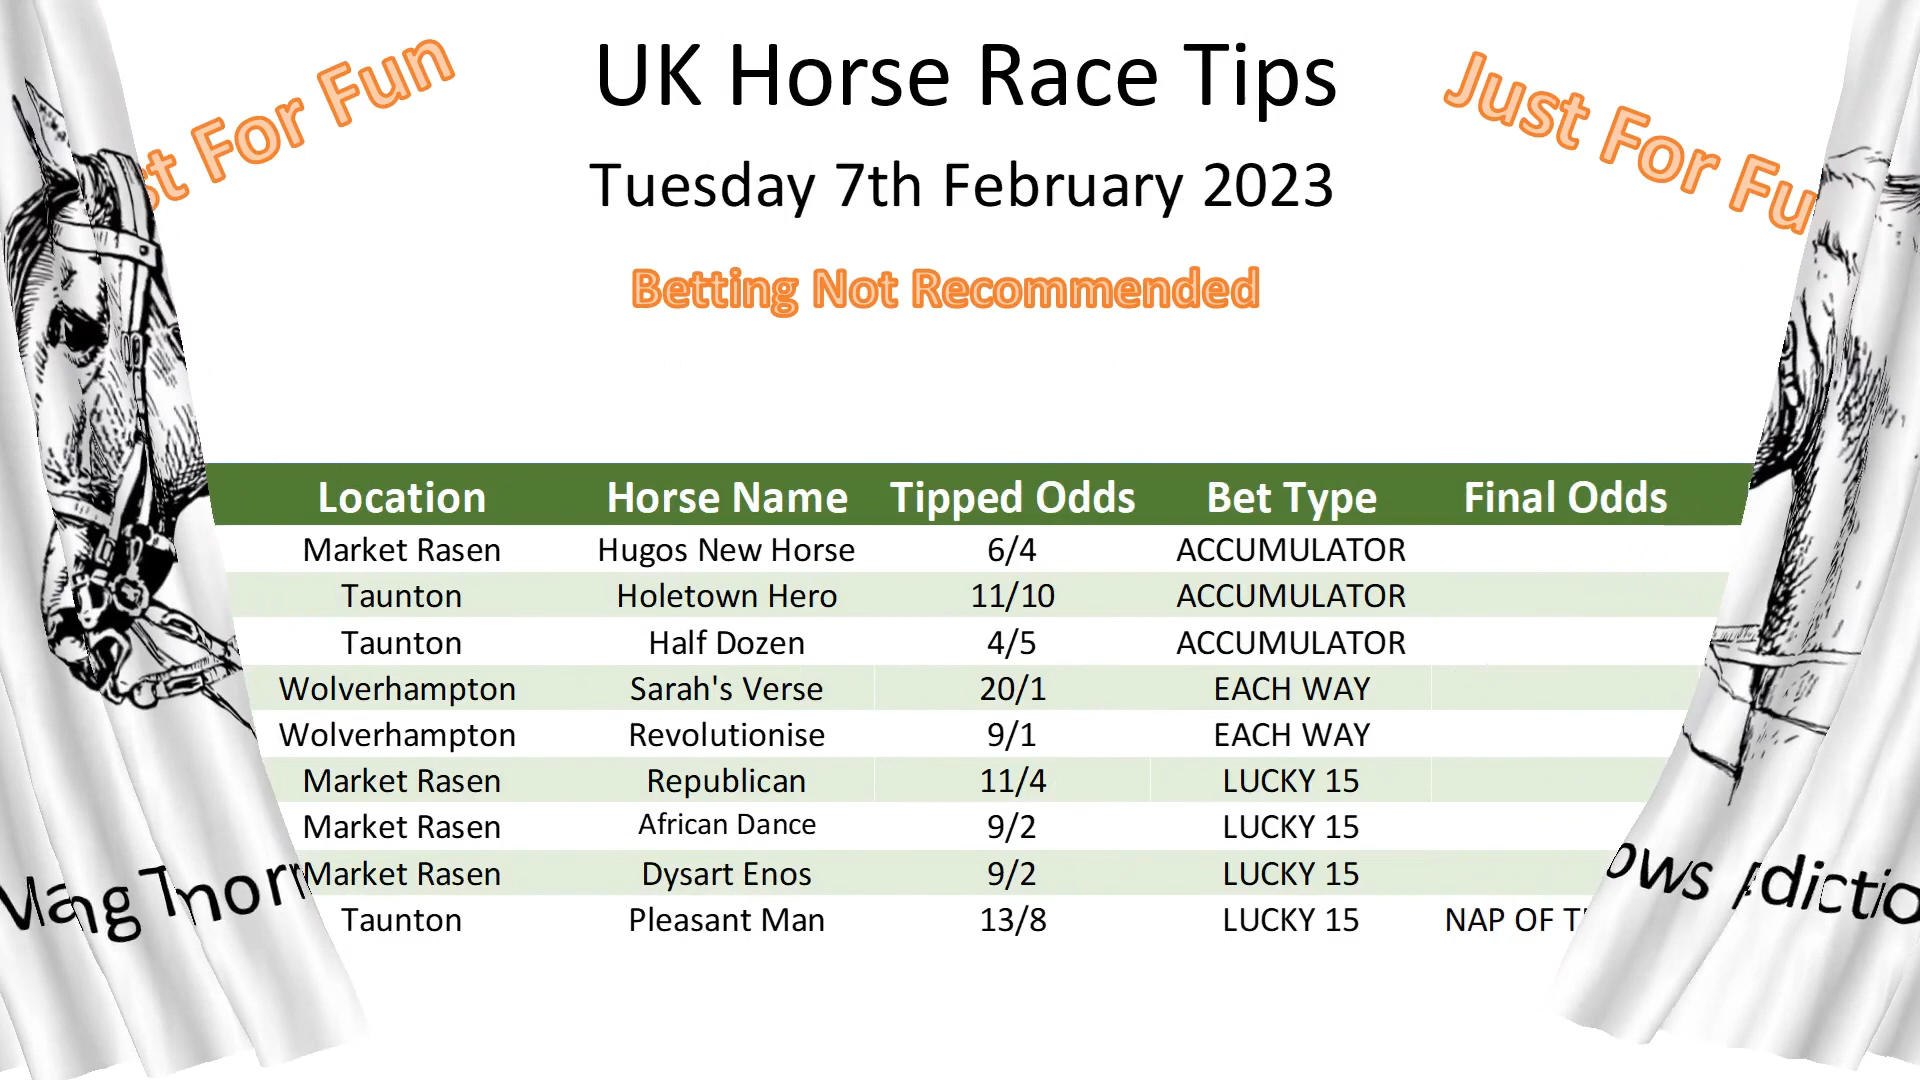 UK Horse Race Tips
Tuesday 7th February 2023
Just For Fun
For Fun
Betting Not Recommended
Location Horse Name Tipped Odds Bet Type Final Odds
Market Rasen Hugos New Horse 6/4 ACCUMULATOR
Taunton Holetown Hero 11/10 ACCUMULATOR
Taunton Half Dozen 4/5 ACCUMULATOR
Wolverhampton Sarah's Verse 20/1 EACH WAY
Wolverhampton Revolutionise 9/1 EACH WAY
Market Rasen Republican 11/4 LUCKY 15
Market Rasen African Dance 9/2 LUCKY 15
Market Rasen Dysart Enos 9/2 LUCKY 15
Taunton Pleasant Man 13/8 LUCKY 15 NAP OF